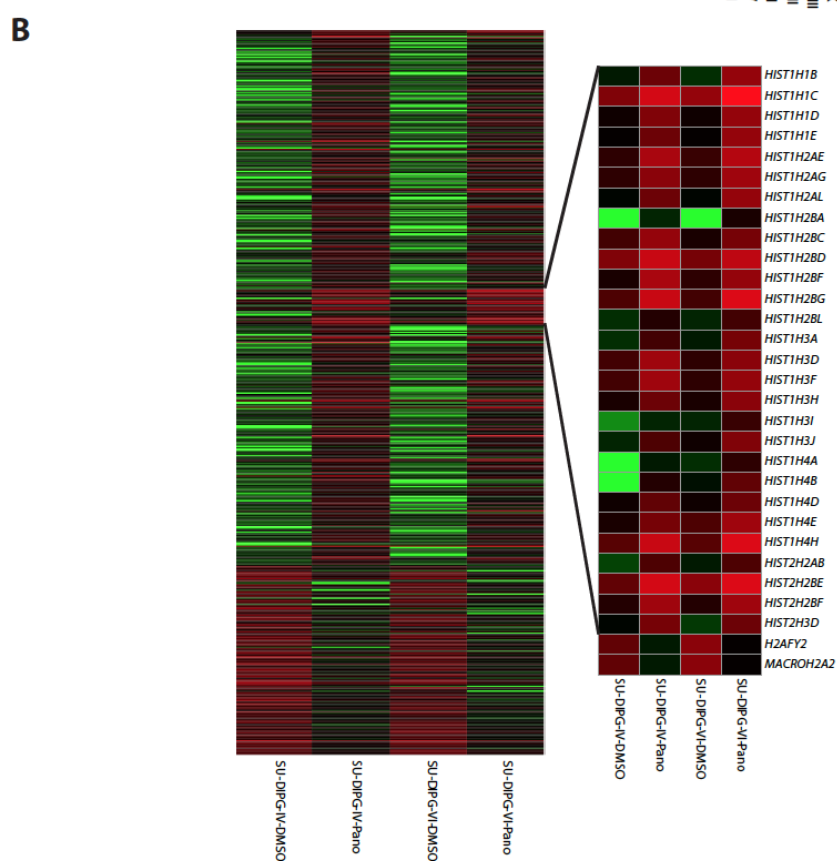 B
HIST1H1B
HIST1H1C
HIST1H1D
HIST1H1E
HIST1H2AE
HIST1H2AG
HIST1H2AL
HIST1H2BA
HIST1H2BC
HIST1H2BD
HIST1H2BF
HIST1H2BG
HIST1H2BL
HIST1H3A
HIST1H3D
HIST1H3F
HIST1H3H
HIST1H3I
HIST1H3J
HIST1H4A
HIST1H4B
HIST1H4D
HIST1H4E
HIST1H4H
HIST2H2AB
HIST2H2BE
HIST2H2BF
HIST2H3D
H2AFY2
MACROH2A2
SU-DIPG-IV-DMSO
SU-DIPG-IV-Pano
SU-DIPG-VI-DMSO
SU-DIPG-VI-Pano
SU-DIPG-IV-DMSO
SU-DIPG-IV-Pano
SU-DIPG-VI-DMSO
SU-DIPG-VI-Pano